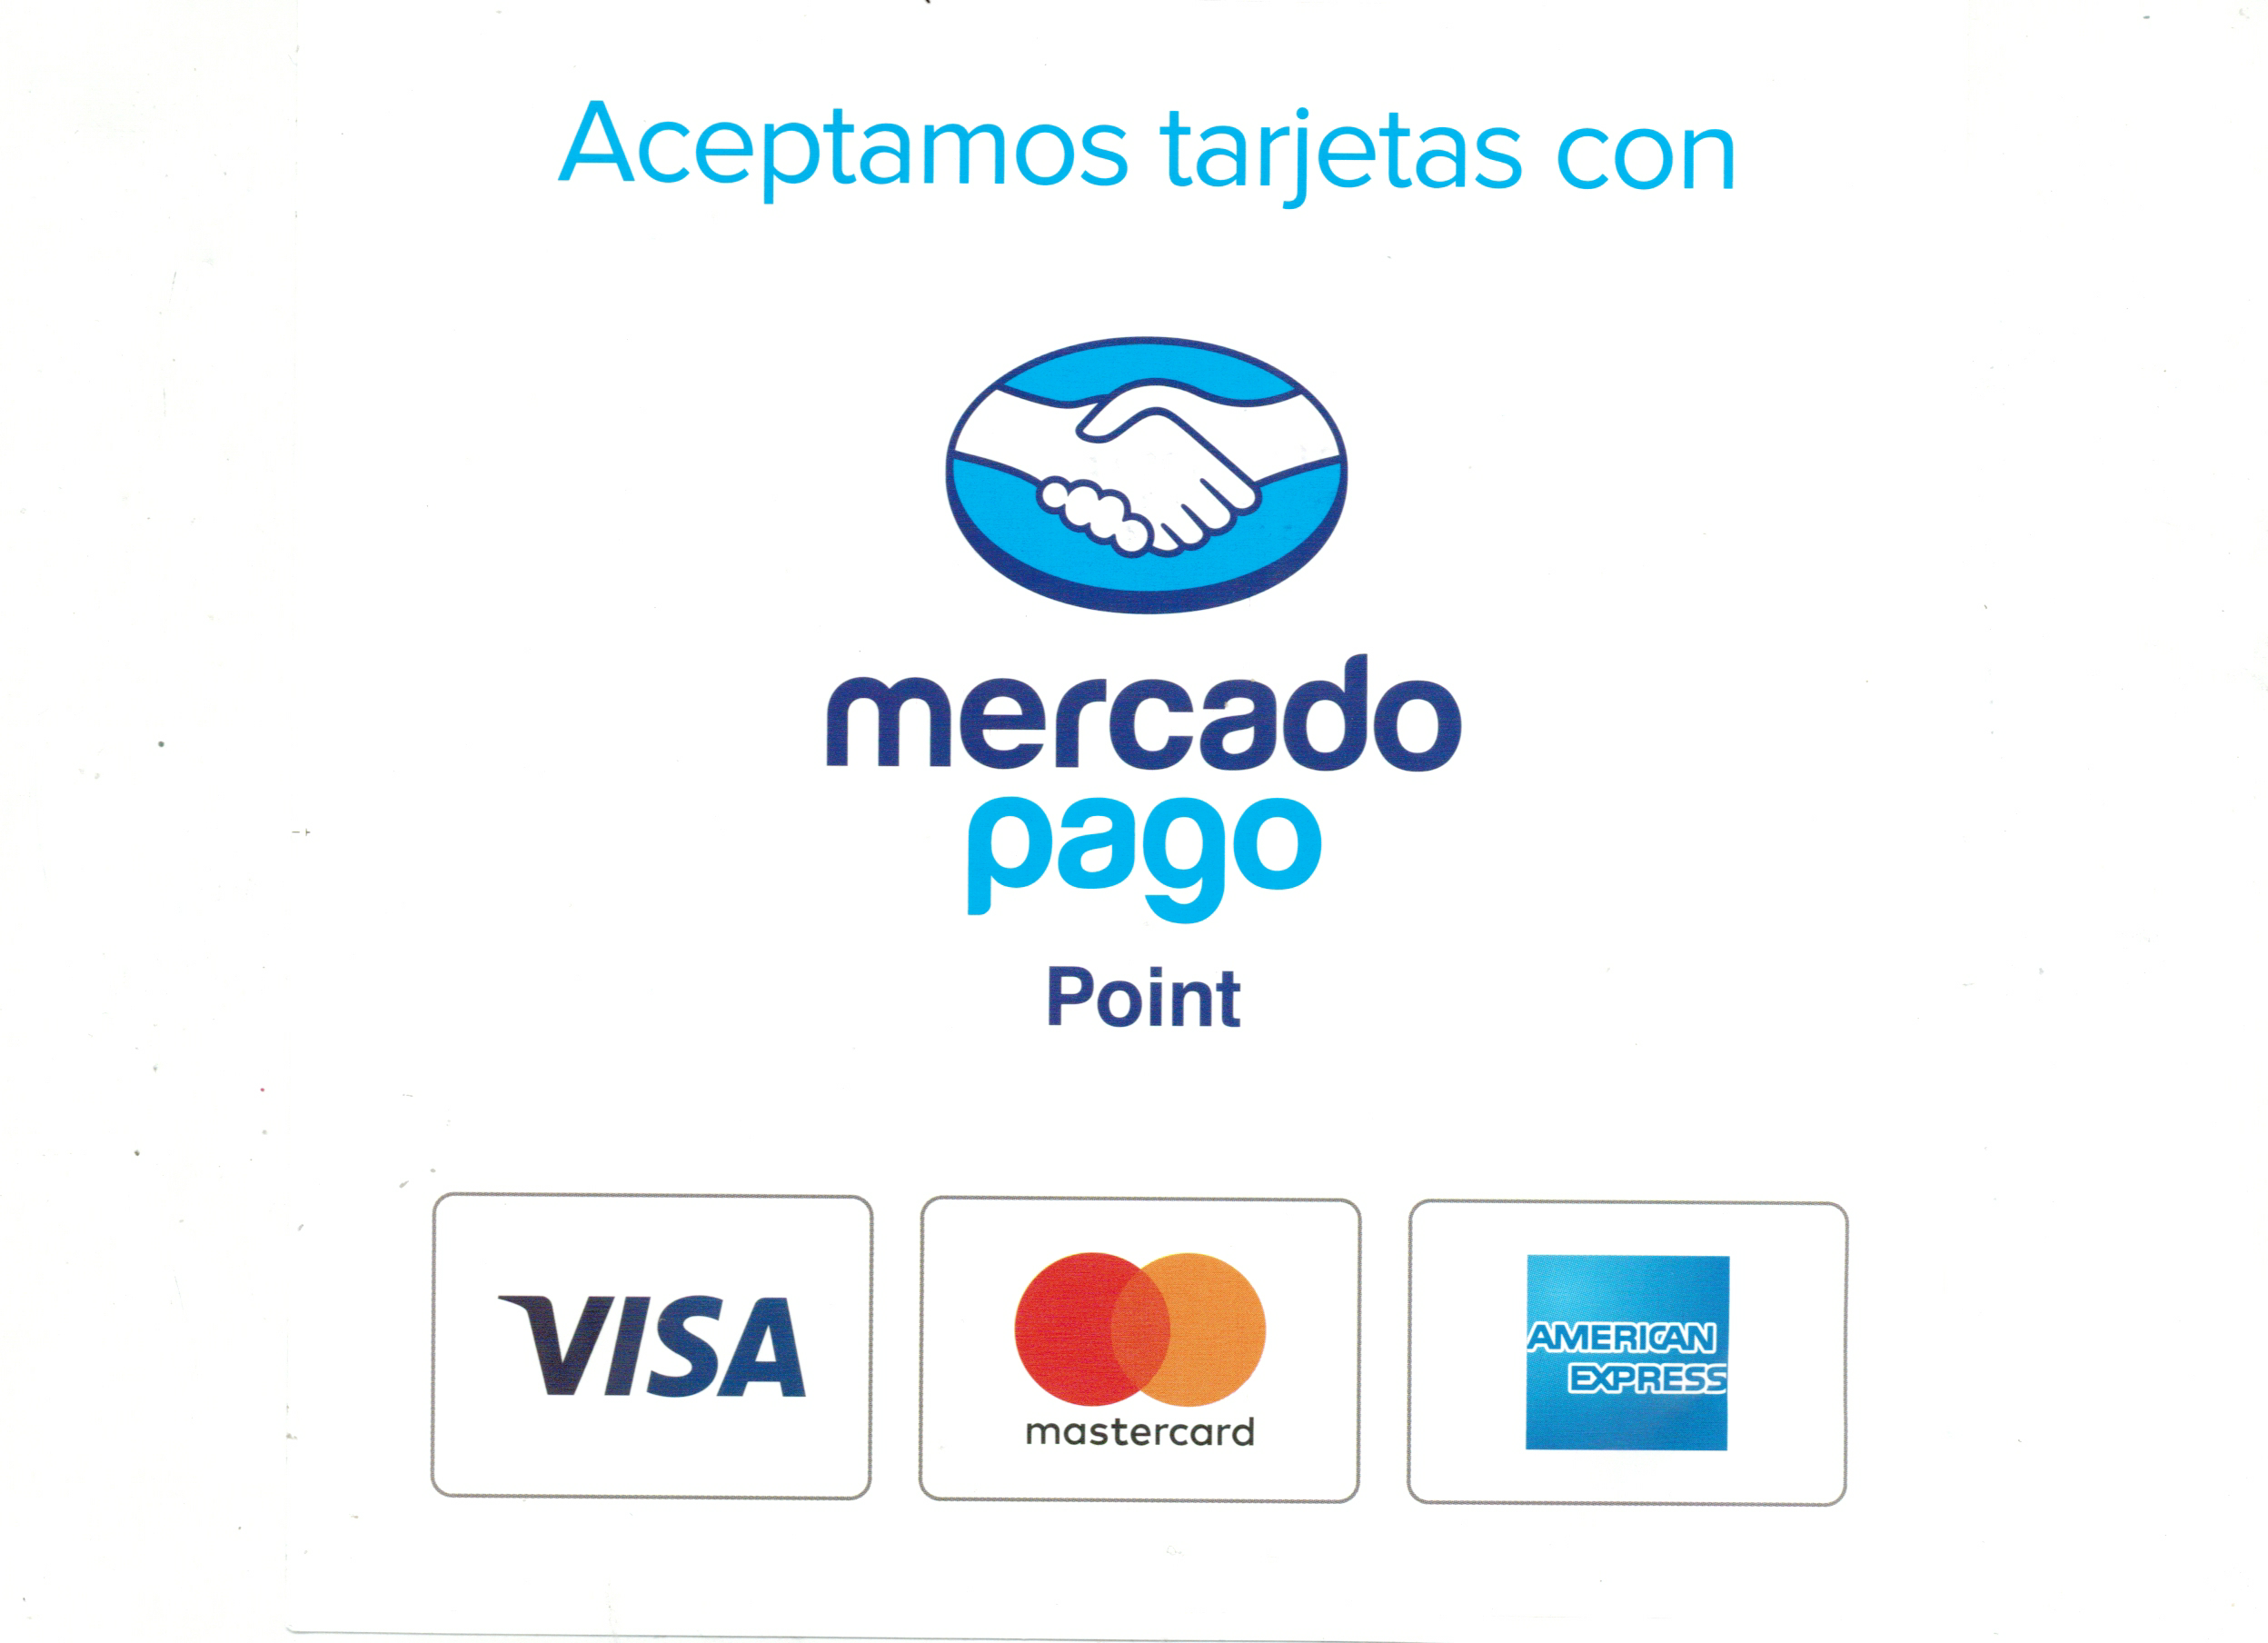 Aceptamos tarjetas con
mercado
pago
Point
VISA
mastercard
AMERICAN
EXPRESS